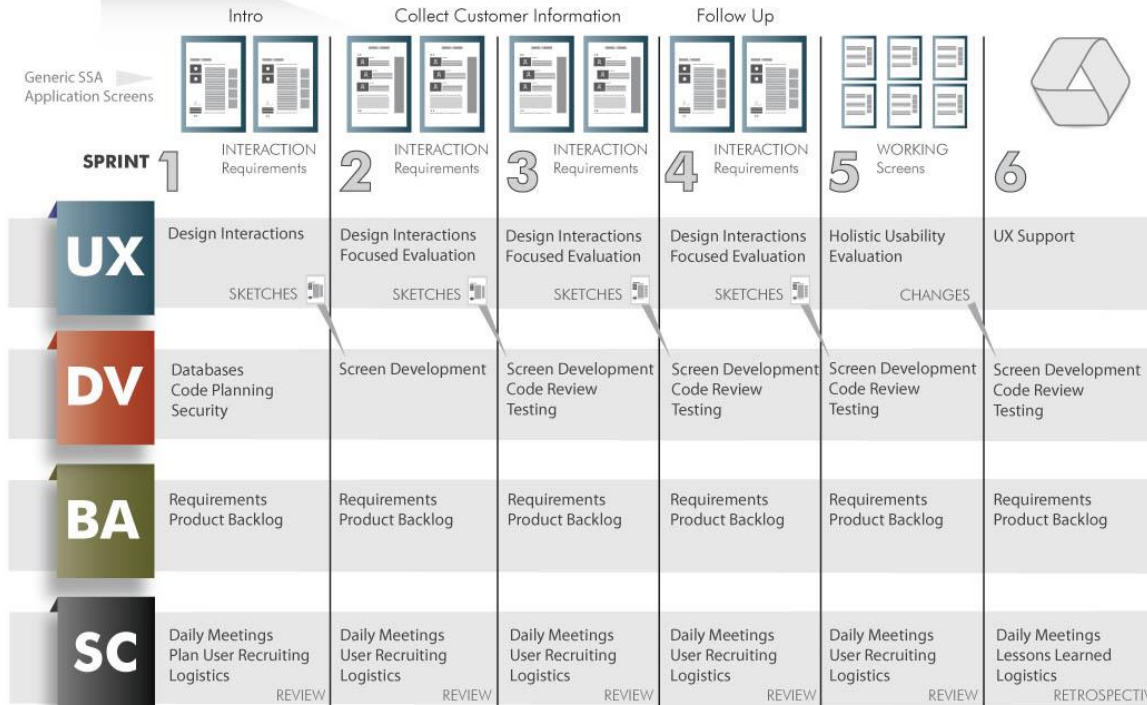 Intro
Collect Customer Information
Follow Up
Generic SSA
Application Screens
SPRINT
1
INTERACTION
Requirements
2
INTERACTION
Requirements
3
INTERACTION
Requirements
4
INTERACTION
Requirements
5
WORKING
Screens
6
UX
Design Interactions
SKETCHES
Design Interactions
Focused Evaluation
SKETCHES
Design Interactions
Focused Evaluation
SKETCHES
Design Interactions
Focused Evaluation
SKETCHES
Holistic Usability
Evaluation
CHANGES
UX Support
DV
Databases
Code Planning
Security
Screen Development
Screen Development
Code Review
Testing
Screen Development
Code Review
Testing
Screen Development
Code Review
Testing
Screen Development
Code Review
Testing
BA
Requirements
Product Backlog
Requirements
Product Backlog
Requirements
Product Backlog
Requirements
Product Backlog
Requirements
Product Backlog
Requirements
Product Backlog
SC
Daily Meetings
Plan User Recruiting
Logistics
REVIEW
Daily Meetings
User Recruiting
Logistics
REVIEW
Daily Meetings
User Recruiting
Logistics
REVIEW
Daily Meetings
User Recruiting
Logistics
REVIEW
Daily Meetings
User Recruiting
Logistics
REVIEW
Daily Meetings
Lessons Learned
Logistics
RETROSPECTIV